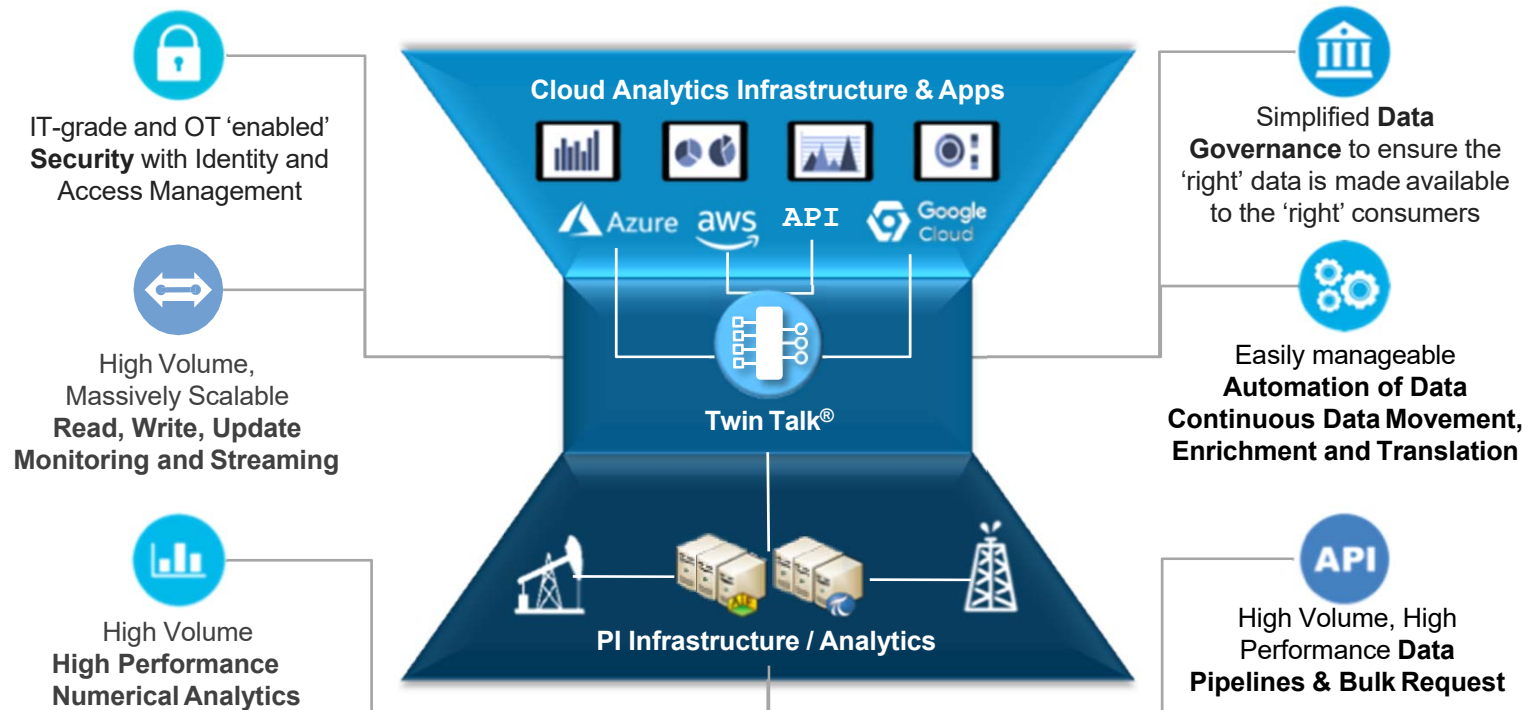 IT-grade and OT ‘enabled’
Security with Identity and
Access Management
High Volume,
Massively Scalable
Read, Write, Update
Monitoring and Streaming
High Volume
High Performance
Numerical Analytics
Cloud Analytics Infrastructure & Apps
Azure
aws
API
Google
Cloud
Twin Talk®
AF
π
PI Infrastructure / Analytics
Simplified Data
Governance to ensure the
‘right’ data is made available
to the ‘right’ consumers
Easily manageable
Automation of Data
Continuous Data Movement,
Enrichment and Translation
API
High Volume, High
Performance Data
Pipelines & Bulk Request